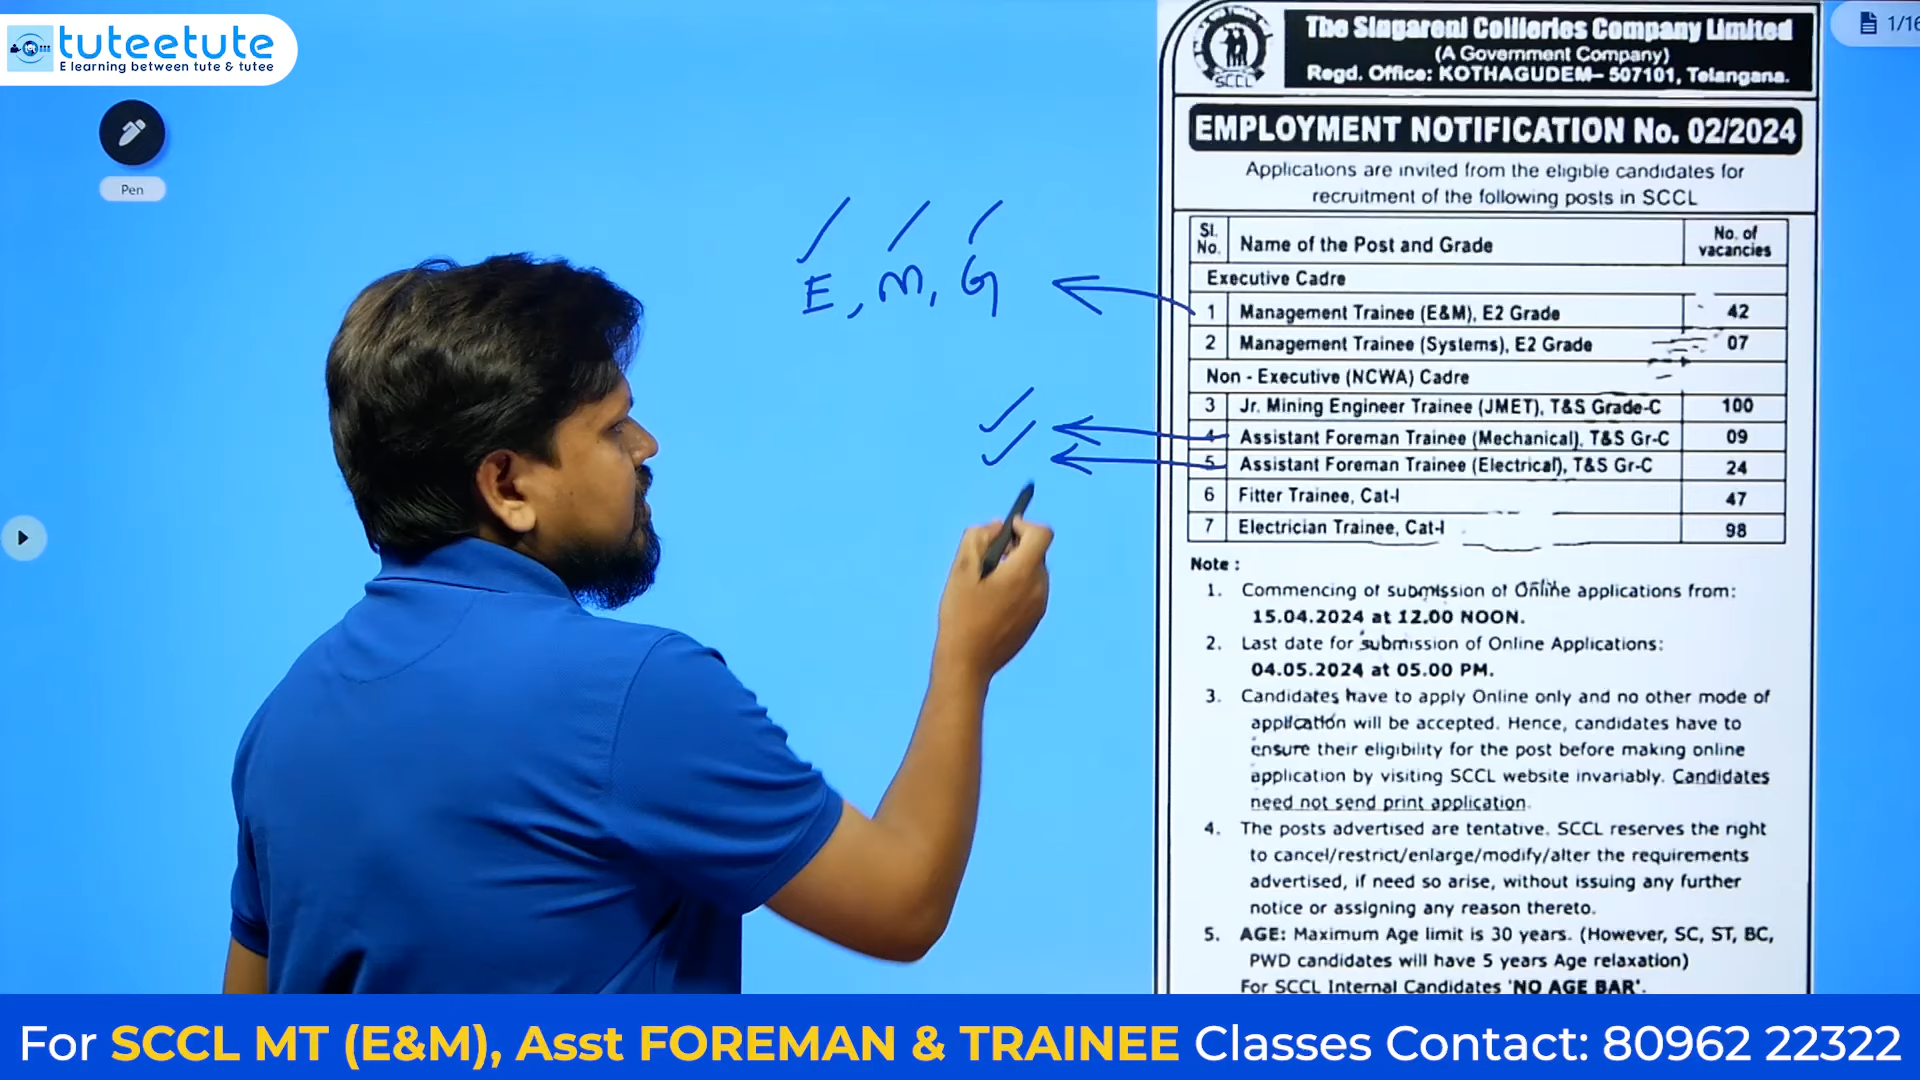 tuteetute
E learning between tute & tutee
Pen
1/16
E, M, G
SCCL
The Singareni Collieries Company Limited
(A Government Company)
Regd. Office: KOTHAGUDEM– 507101, Telangana.
EMPLOYMENT NOTIFICATION No. 02/2024
Applications are invited from the eligible candidates for
recruitment of the following posts in SCCL
Sl. No. Name of the Post and Grade No. of vacancies
Executive Cadre
1 Management Trainee (E&M), E2 Grade 42
2 Management Trainee (Systems), E2 Grade 07
Non - Executive (NCWA) Cadre
3 Jr. Mining Engineer Trainee (JMET), T&S Grade-C 100
4 Assistant Foreman Trainee (Mechanical), T&S Gr-C 09
5 Assistant Foreman Trainee (Electrical), T&S Gr-C 24
6 Fitter Trainee, Cat-I 47
7 Electrician Trainee, Cat-I 98
Note :
1. Commencing of submission of Online applications from:
15.04.2024 at 12.00 NOON.
2. Last date for submission of Online Applications:
04.05.2024 at 05.00 PM.
3. Candidates have to apply Online only and no other mode of
application will be accepted. Hence, candidates have to
ensure their eligibility for the post before making online
application by visiting SCCL website invariably. Candidates
need not send print application.
4. The posts advertised are tentative. SCCL reserves the right
to cancel/restrict/enlarge/modify/alter the requirements
advertised, if need so arise, without issuing any further
notice or assigning any reason thereto.
5. AGE: Maximum Age limit is 30 years. (However, SC, ST, BC,
PWD candidates will have 5 years Age relaxation)
For SCCL Internal Candidates 'NO AGE BAR'.
For SCCL MT (E&M), Asst FOREMAN & TRAINEE Classes Contact: 80962 22322